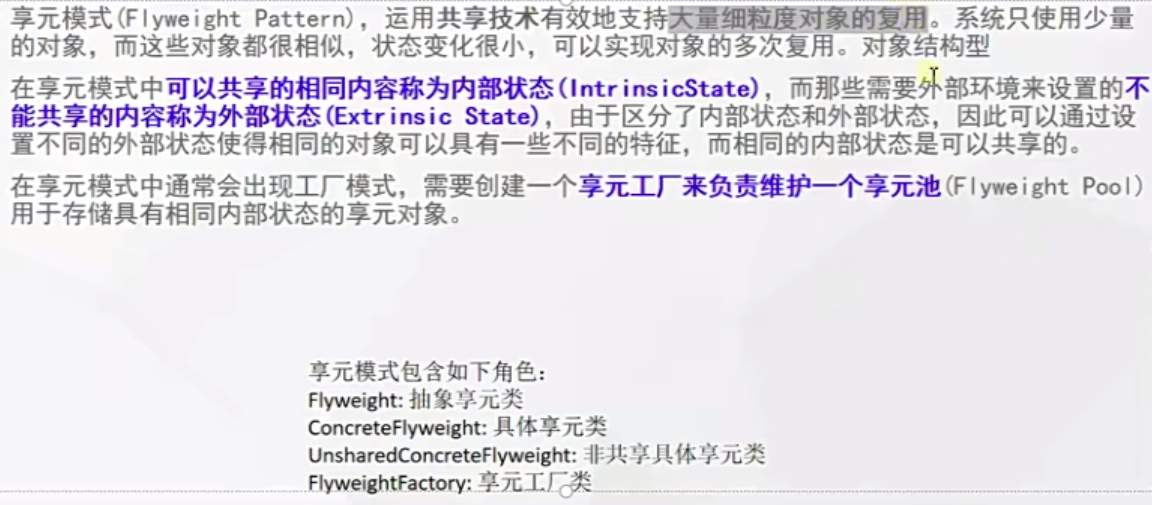 享元模式(Flyweight Pattern)，运用共享技术有效地支持大量细粒度对象的复用。系统只使用少量
的对象，而这些对象都很相似，状态变化很小，可以实现对象的多次复用。对象结构型
在享元模式中可以共享的相同内容称为内部状态(IntrinsicState)，而那些需要外部环境来设置的不
能共享的内容称为外部状态(Extrinsic State)，由于区分了内部状态和外部状态，因此可以通过设
置不同的外部状态使得相同的对象可以具有一些不同的特征，而相同的内部状态是可以共享的。
在享元模式中通常会出现工厂模式，需要创建一个享元工厂来负责维护一个享元池(Flyweight Pool)
用于存储具有相同内部状态的享元对象。
享元模式包含如下角色：
Flyweight: 抽象享元类
ConcreteFlyweight: 具体享元类
UnsharedConcreteFlyweight: 非共享具体享元类
FlyweightFactory: 享元工厂类